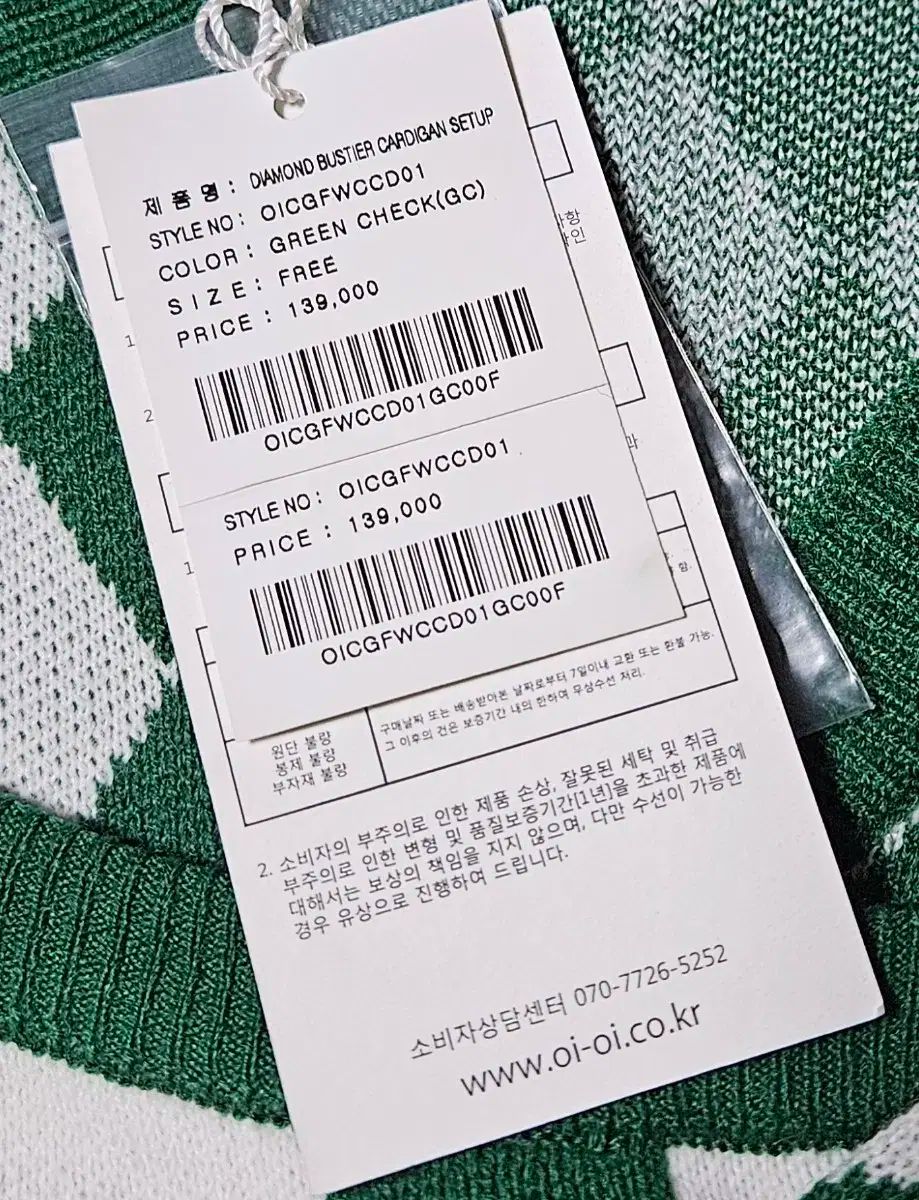 제 품 명 : DIAMOND BUSTIER CARDIGAN SETUP
STYLE NO : OICGFWCCD01
COLOR : GREEN CHECK(GC)
S I Z E : FREE
PRICE : 139,000
OICGFWCCD01GC00F
STYLE NO : OICGFWCCD01
PRICE : 139,000
OICGFWCCD01GC00F
항
인
1.
2
과
1
함.
원단 불량
봉제 불량
부자재 불량
구매날짜 또는 배송받아본 날짜로부터 7일이내 교환 또는 환불 가능.
그 이후의 건은 보증기간 내의 한하여 무상수선 처리.
2. 소비자의 부주의로 인한 제품 손상, 잘못된 세탁 및 취급
부주의로 인한 변형 및 품질보증기간[1년]을 초과한 제품에
대해서는 보상의 책임을 지지 않으며, 다만 수선이 가능한
경우 유상으로 진행하여 드립니다.
소비자상담센터 070-7726-5252
www.oi-oi.co.kr